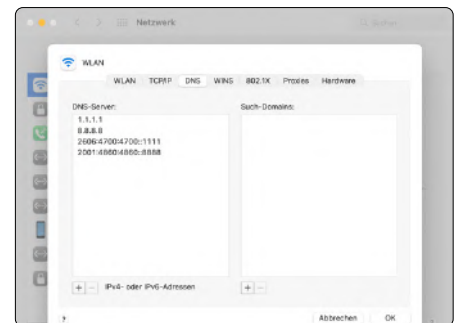 Netzwerk
Suchen
WLAN
WLAN TCP/IP DNS WINS 802.1X Proxies Hardware
DNS-Server:
Such-Domains:
1.1.1.1
8.8.8.8
2606:4700:4700::1111
2001:4860:4860::8888
+ − IPv4- oder IPv6-Adressen
+ −
?
Abbrechen OK